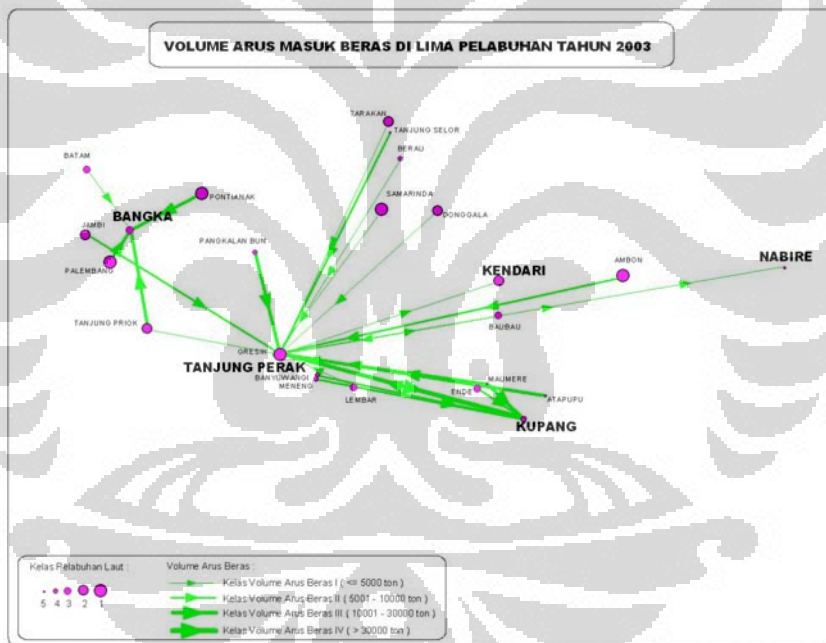 VOLUME ARUS MASUK BERAS DI LIMA PELABUHAN TAHUN 2003
TARAKAN
TANJUNG SELOR
BERAU
BATAM
PONTIANAK
SAMARINDA
DONGGALA
BANGKA
JAMBI
PANGKALAN BUN
PALEMBANG
KENDARI
AMBON
NABIRE
BAUBAU
TANJUNG PRIOK
GRESIK
TANJUNG PERAK
BANYUWANGI
MENENG
LEMBAR
ENDE
MAUMERE
ATAPUPU
KUPANG
Kelas Pelabuhan Laut :
5 4 3 2 1
Volume Arus Beras :
Kelas Volume Arus Beras I ( <= 5000 ton )
Kelas Volume Arus Beras II ( 5001 - 10000 ton )
Kelas Volume Arus Beras III ( 10001 - 30000 ton )
Kelas Volume Arus Beras IV ( > 30000 ton )